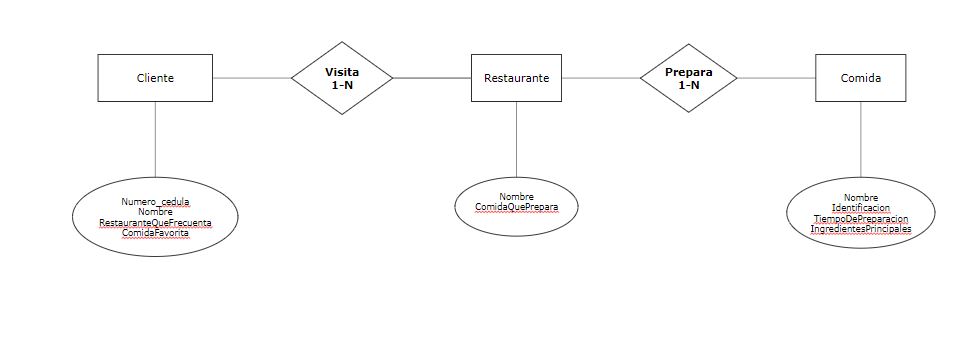 Cliente
Visita
1-N
Restaurante
Prepara
1-N
Comida
Numero_cedula
Nombre
RestauranteQueFrecuenta
ComidaFavorita
Nombre
ComidaQuePrepara
Nombre
Identificacion
TiempoDePreparacion
IngredientesPrincipales